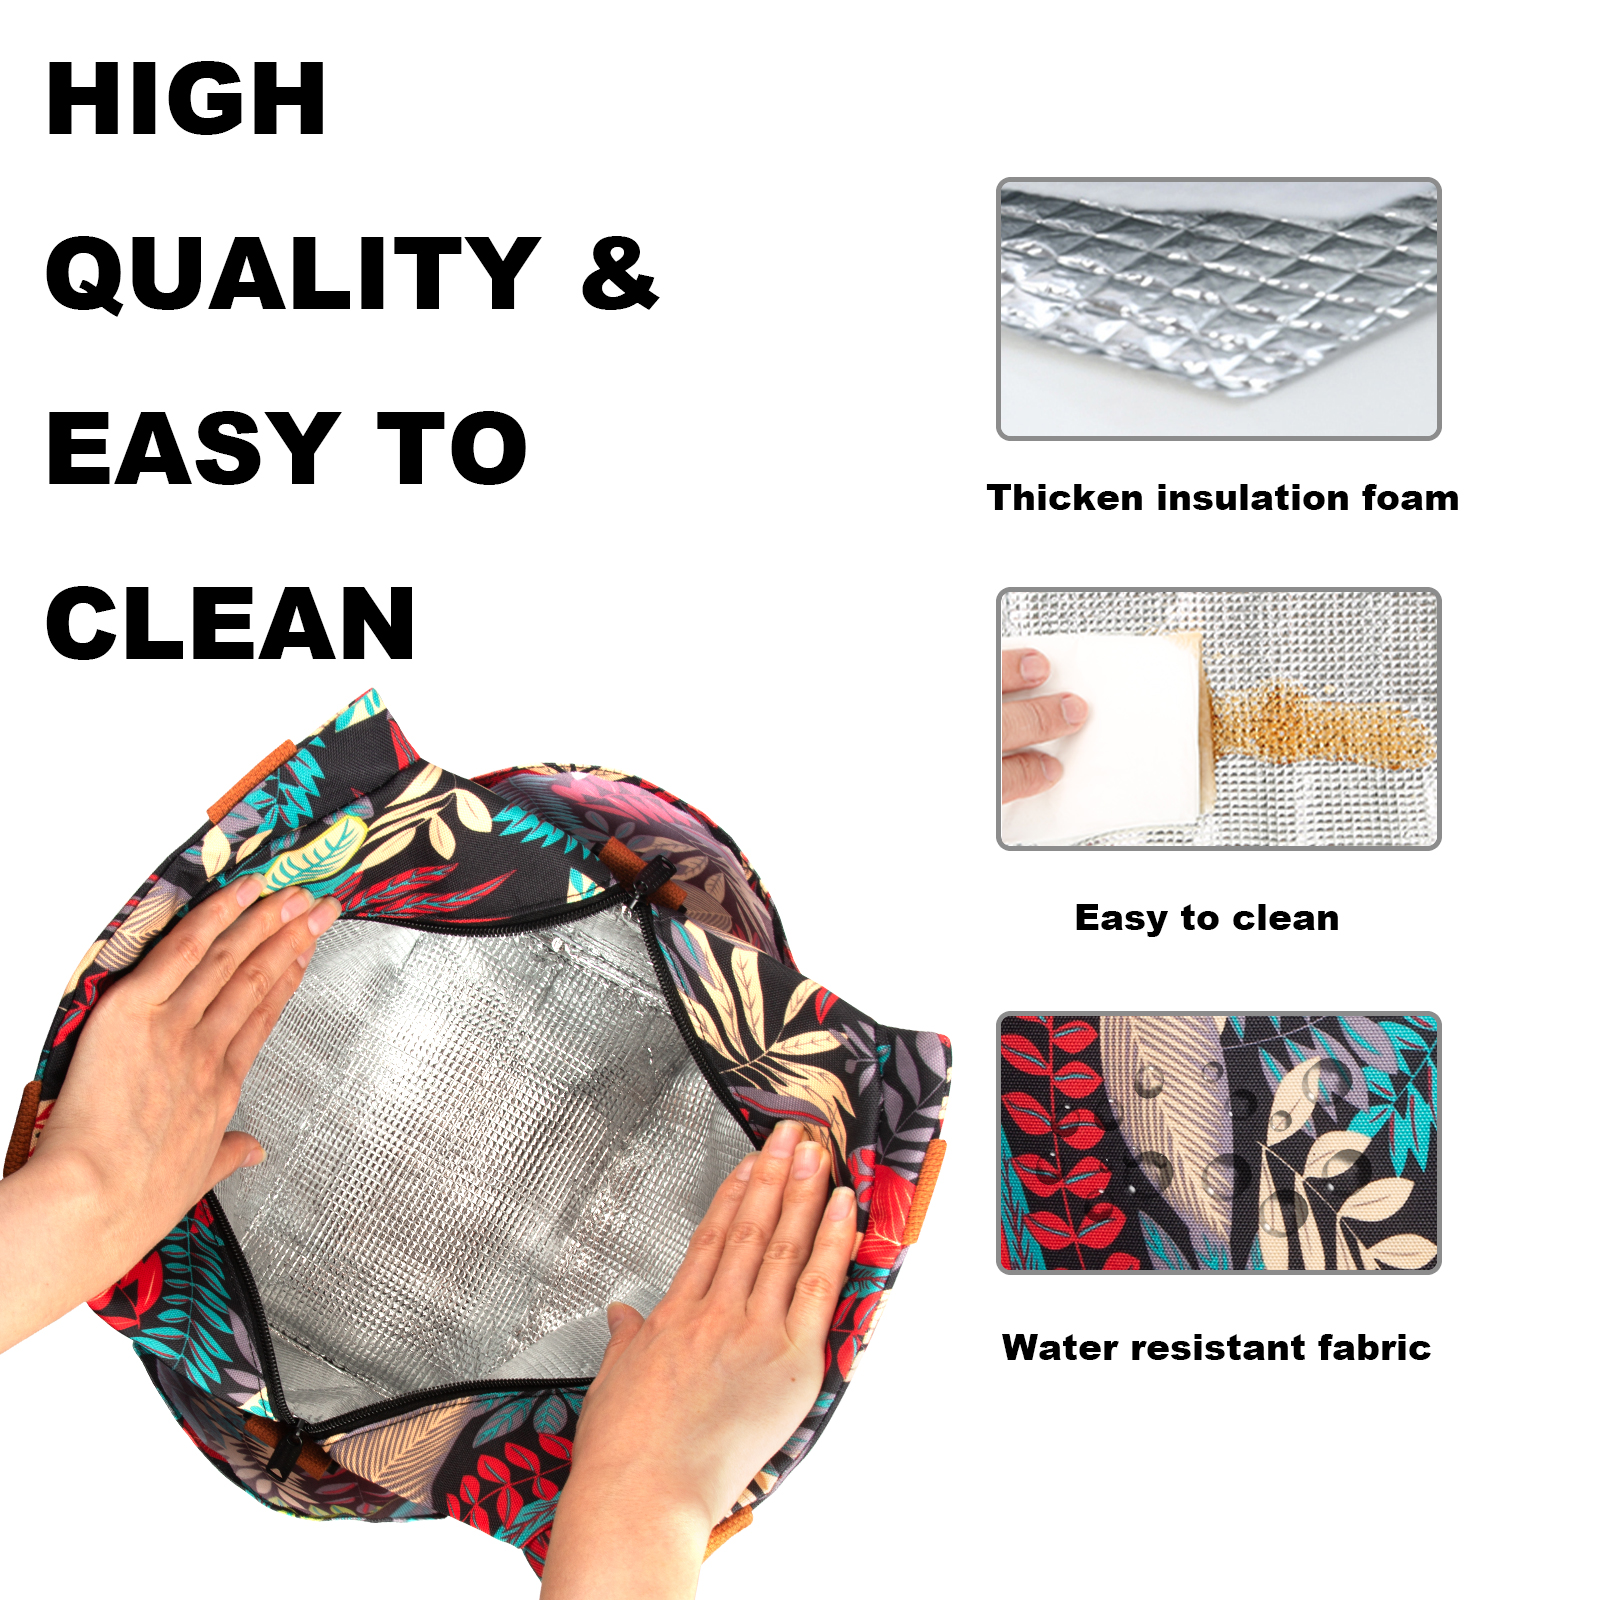 HIGH
QUALITY &
EASY TO
CLEAN
Thicken insulation foam
Easy to clean
Water resistant fabric